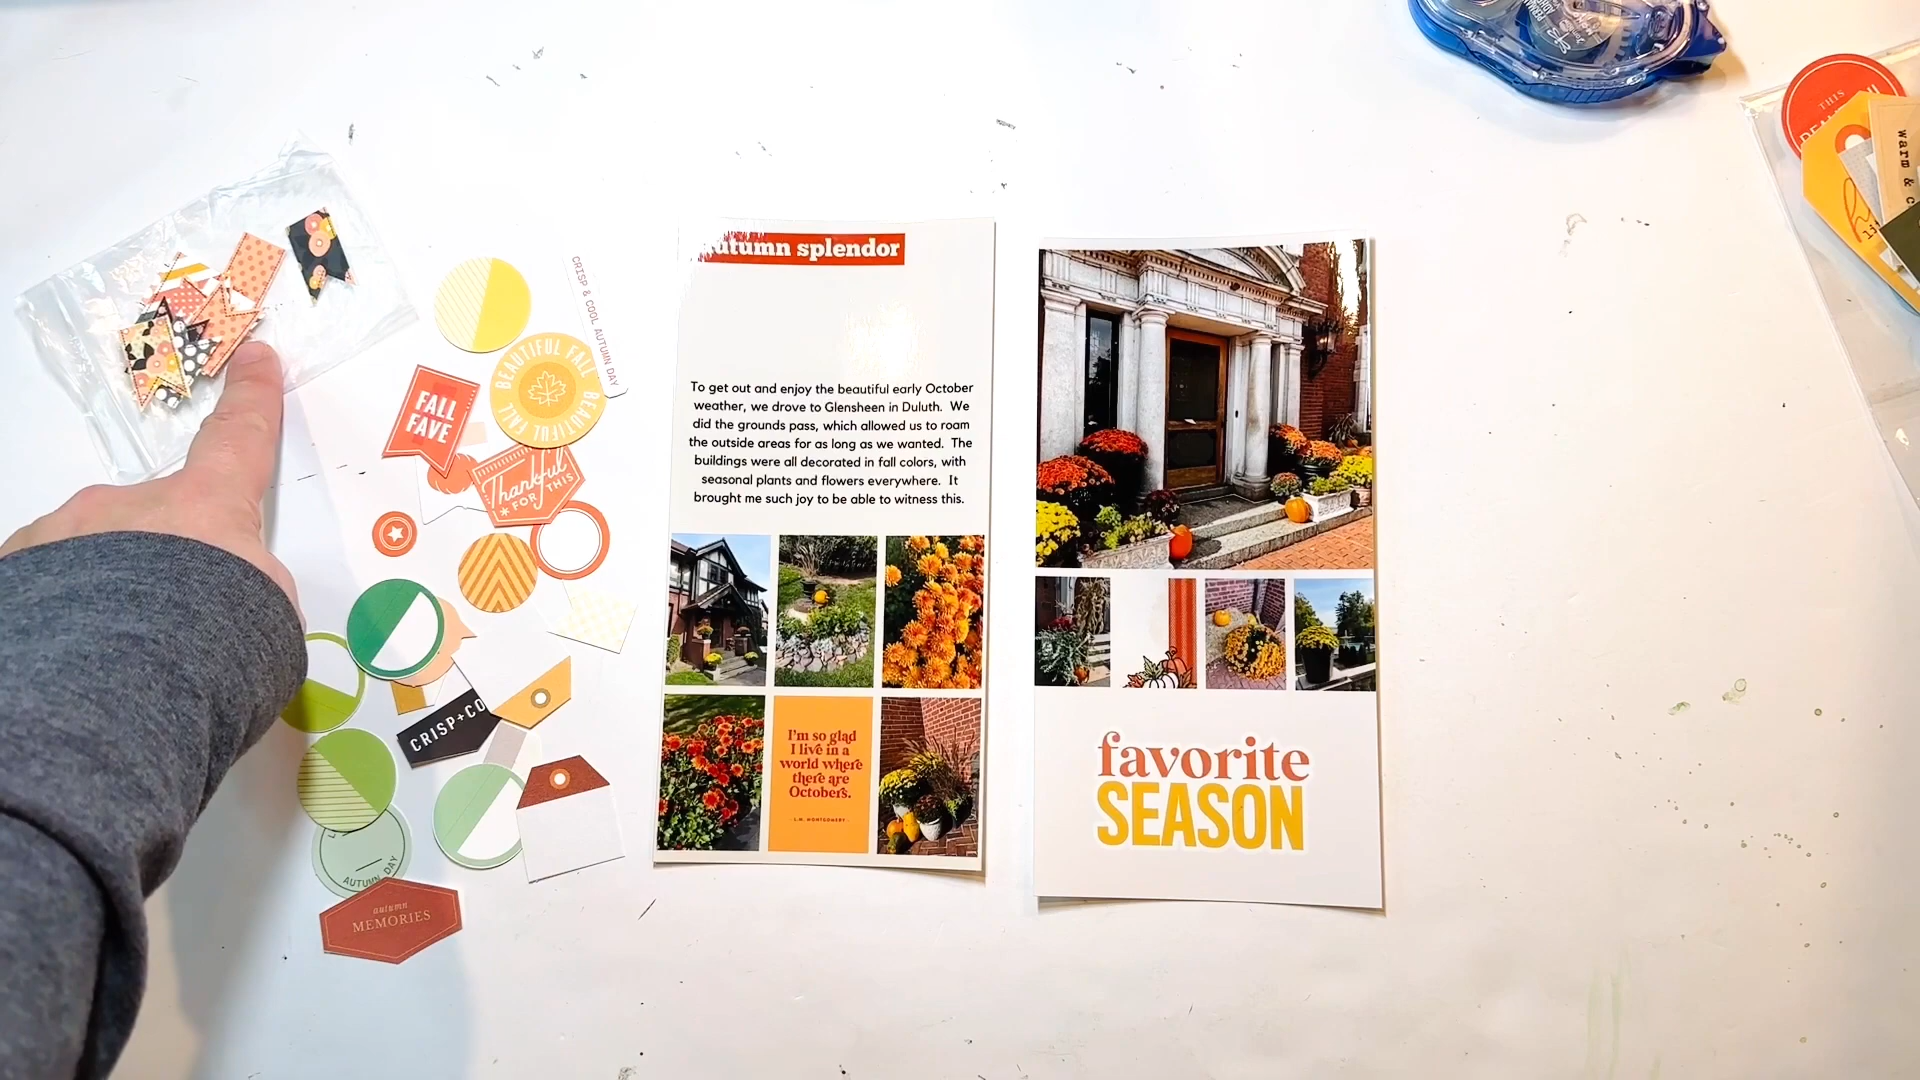 CRISP & COOL AUTUMN DAY
BEAUTIFUL FALL BEAUTIFUL FALL
FALL
FAVE
Thankful
FOR THIS
CRISP+CO
AUTUMN DAY
autumn
MEMORIES
autumn splendor
To get out and enjoy the beautiful early October
weather, we drove to Glensheen in Duluth. We
did the grounds pass, which allowed us to roam
the outside areas for as long as we wanted. The
buildings were all decorated in fall colors, with
seasonal plants and flowers everywhere. It
brought me such joy to be able to witness this.
I'm so glad
I live in a
world where
there are
Octobers.
- L.M. MONTGOMERY -
favorite
SEASON
THIS
warm & c